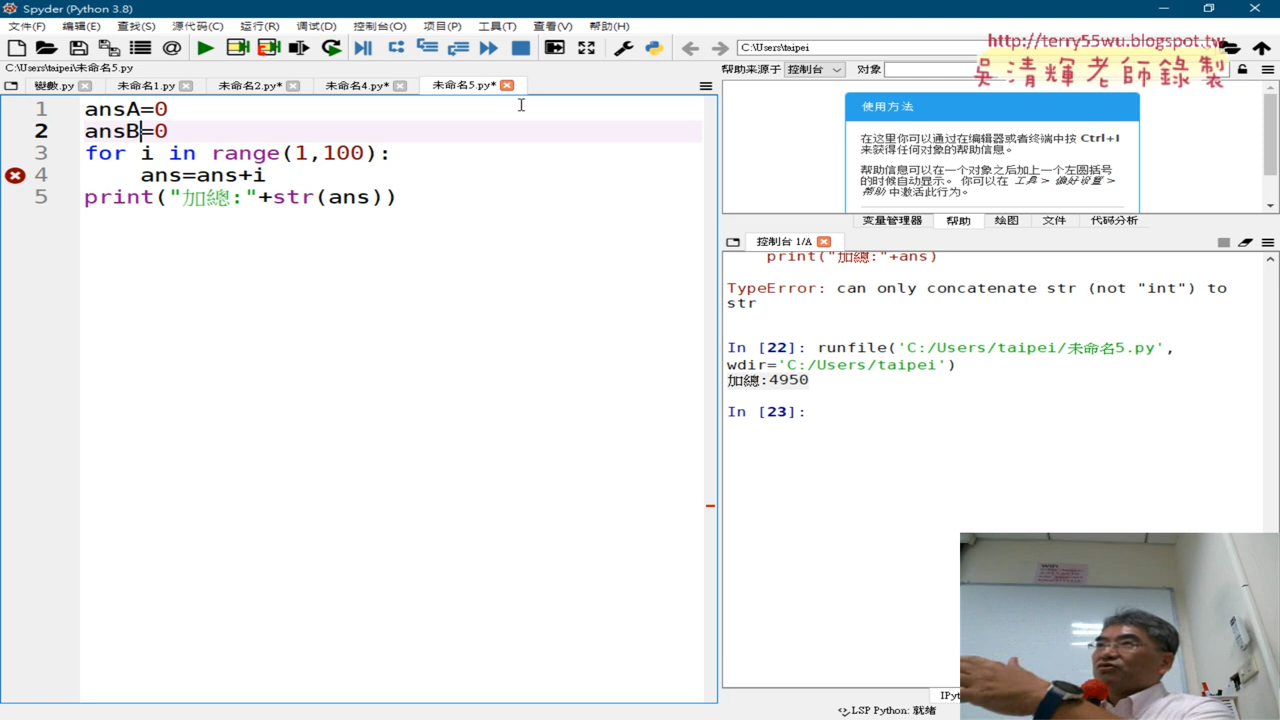 Spyder (Python 3.8)
文件(F) 编辑(E) 查找(S) 源代码(C) 运行(R) 调试(D) 控制台(O) 项目(P) 工具(T) 查看(V) 帮助(H)
C:\Users\taipei
http://terry55wu.blogspot.tw
吳清輝老師錄製
C:\Users\taipei\未命名5.py
帮助来源于 控制台 对象
變數.py 未命名1.py 未命名2.py* 未命名4.py* 未命名5.py*
1 ansA=0
2 ansB=0
3 for i in range(1,100):
4 ans=ans+i
5 print("加總:"+str(ans))
使用方法
在这里你可以通过在编辑器或者终端中按 Ctrl+I
来获得任何对象的帮助信息。
帮助信息可以在一个对象之后加上一个左圆括号
的时候自动显示。 你可以在 工具 > 偏好设置 >
帮助 中激活此行为。
变量管理器 帮助 绘图 文件 代码分析
控制台 1/A
print("加總:"+ans)
TypeError: can only concatenate str (not "int") to
str
In [22]: runfile('C:/Users/taipei/未命名5.py',
wdir='C:/Users/taipei')
加總:4950
In [23]:
LSP Python: 就绪